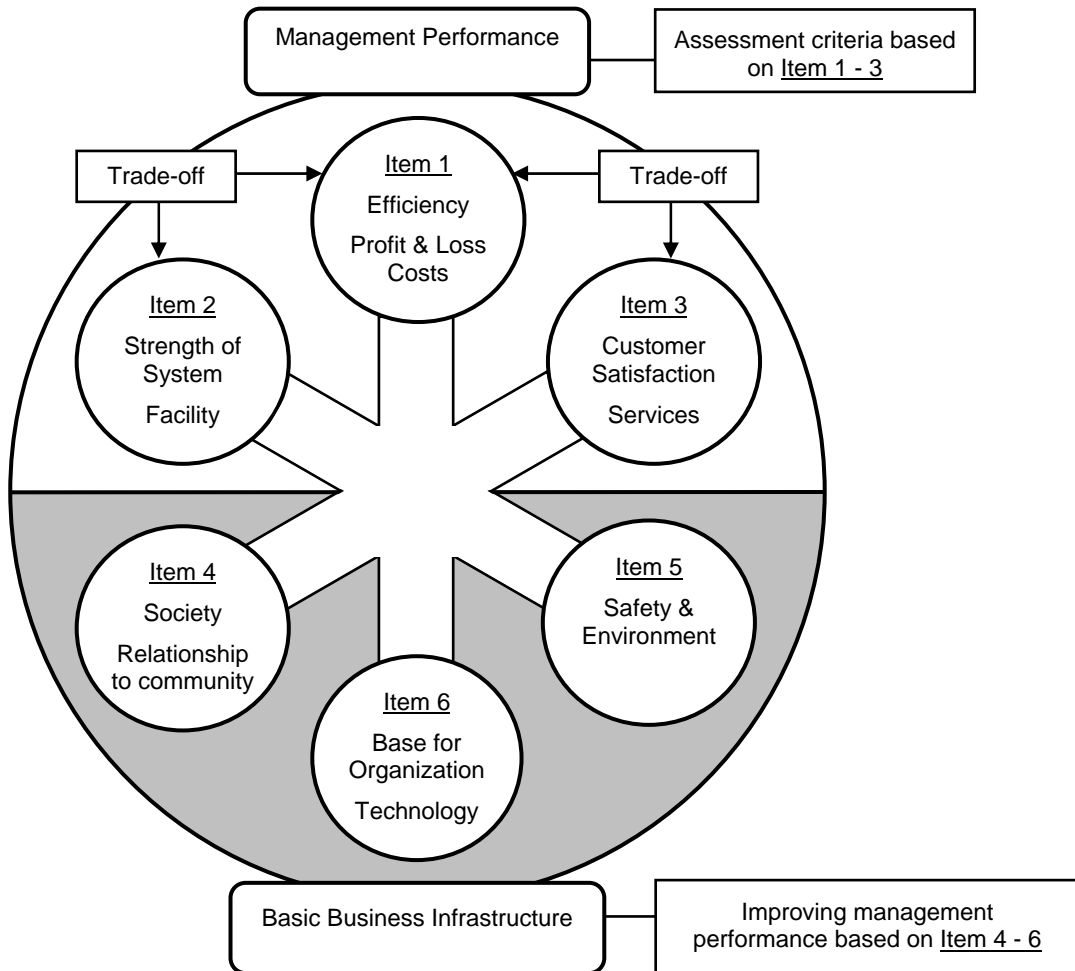 Management Performance
Assessment criteria based
on Item 1 - 3
Trade-off
Trade-off
Item 1
Efficiency
Profit & Loss
Costs
Item 2
Strength of
System
Facility
Item 3
Customer
Satisfaction
Services
Item 4
Society
Relationship
to community
Item 5
Safety &
Environment
Item 6
Base for
Organization
Technology
Basic Business Infrastructure
Improving management
performance based on Item 4 - 6